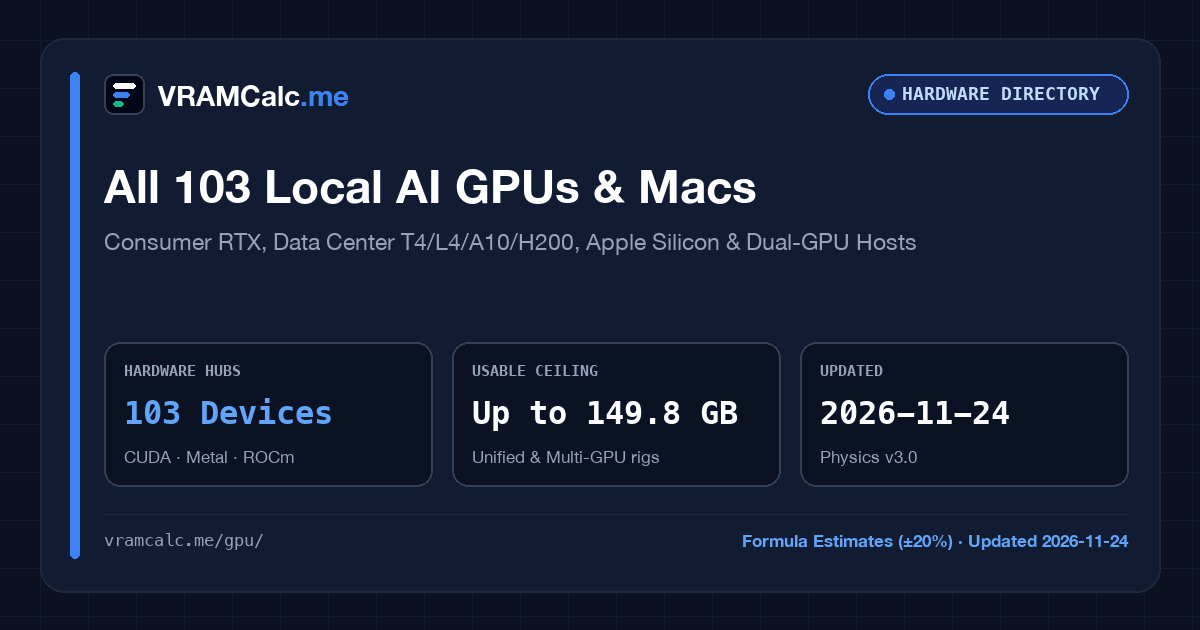 VRAMCalc.me
HARDWARE DIRECTORY
All 103 Local AI GPUs & Macs
Consumer RTX, Data Center T4/L4/A10/H200, Apple Silicon & Dual-GPU Hosts
HARDWARE HUBS
103 Devices
CUDA · Metal · ROCm
USABLE CEILING
Up to 149.8 GB
Unified & Multi-GPU rigs
UPDATED
2026−11−24
Physics v3.0
vramcalc.me/gpu/
Formula Estimates (±20%) · Updated 2026-11-24